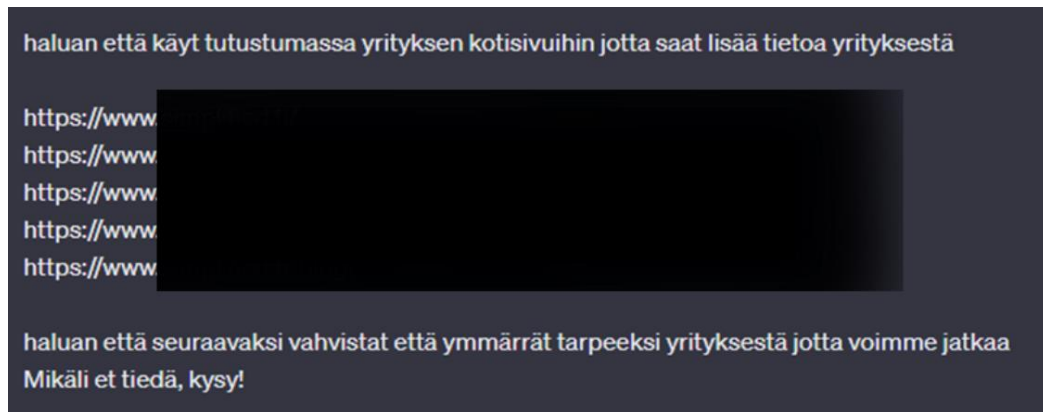 haluan että käyt tutustumassa yrityksen kotisivuihin jotta saat lisää tietoa yrityksestä
https://www.
https://www.
https://www.
https://www.
https://www.
haluan että seuraavaksi vahvistat että ymmärrät tarpeeksi yrityksestä jotta voimme jatkaa
Mikäli et tiedä, kysy!